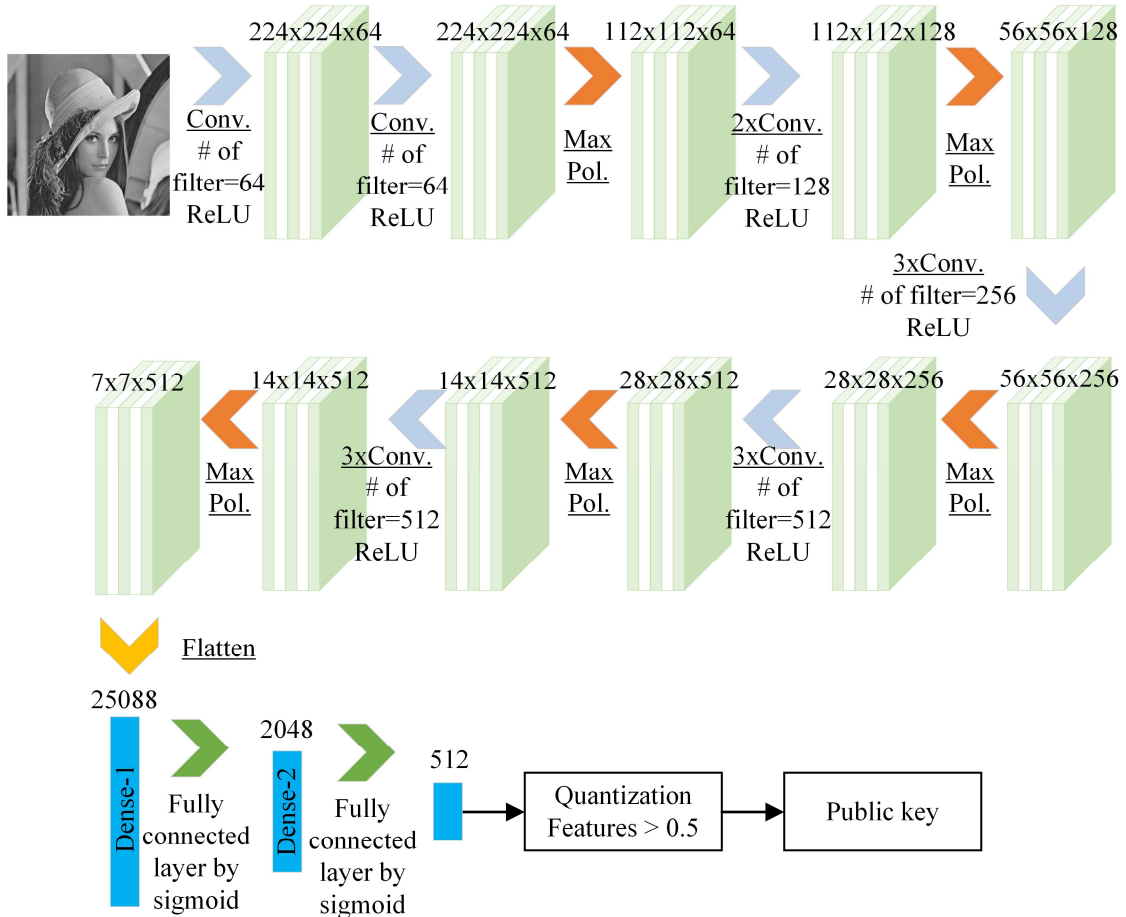 224x224x64
224x224x64
112x112x64
112x112x128
56x56x128
Conv.
# of
filter=64
ReLU
Conv.
# of
filter=64
ReLU
Max
Pol.
2xConv.
# of
filter=128
ReLU
Max
Pol.
3xConv.
# of filter=256
ReLU
56x56x256
28x28x256
28x28x512
14x14x512
14x14x512
7x7x512
Max
Pol.
3xConv.
# of
filter=512
ReLU
Max
Pol.
3xConv.
# of
filter=512
ReLU
Max
Pol.
Flatten
25088
Dense-1
Fully
connected
layer by
sigmoid
2048
Dense-2
Fully
connected
layer by
sigmoid
512
Quantization
Features > 0.5
Public key